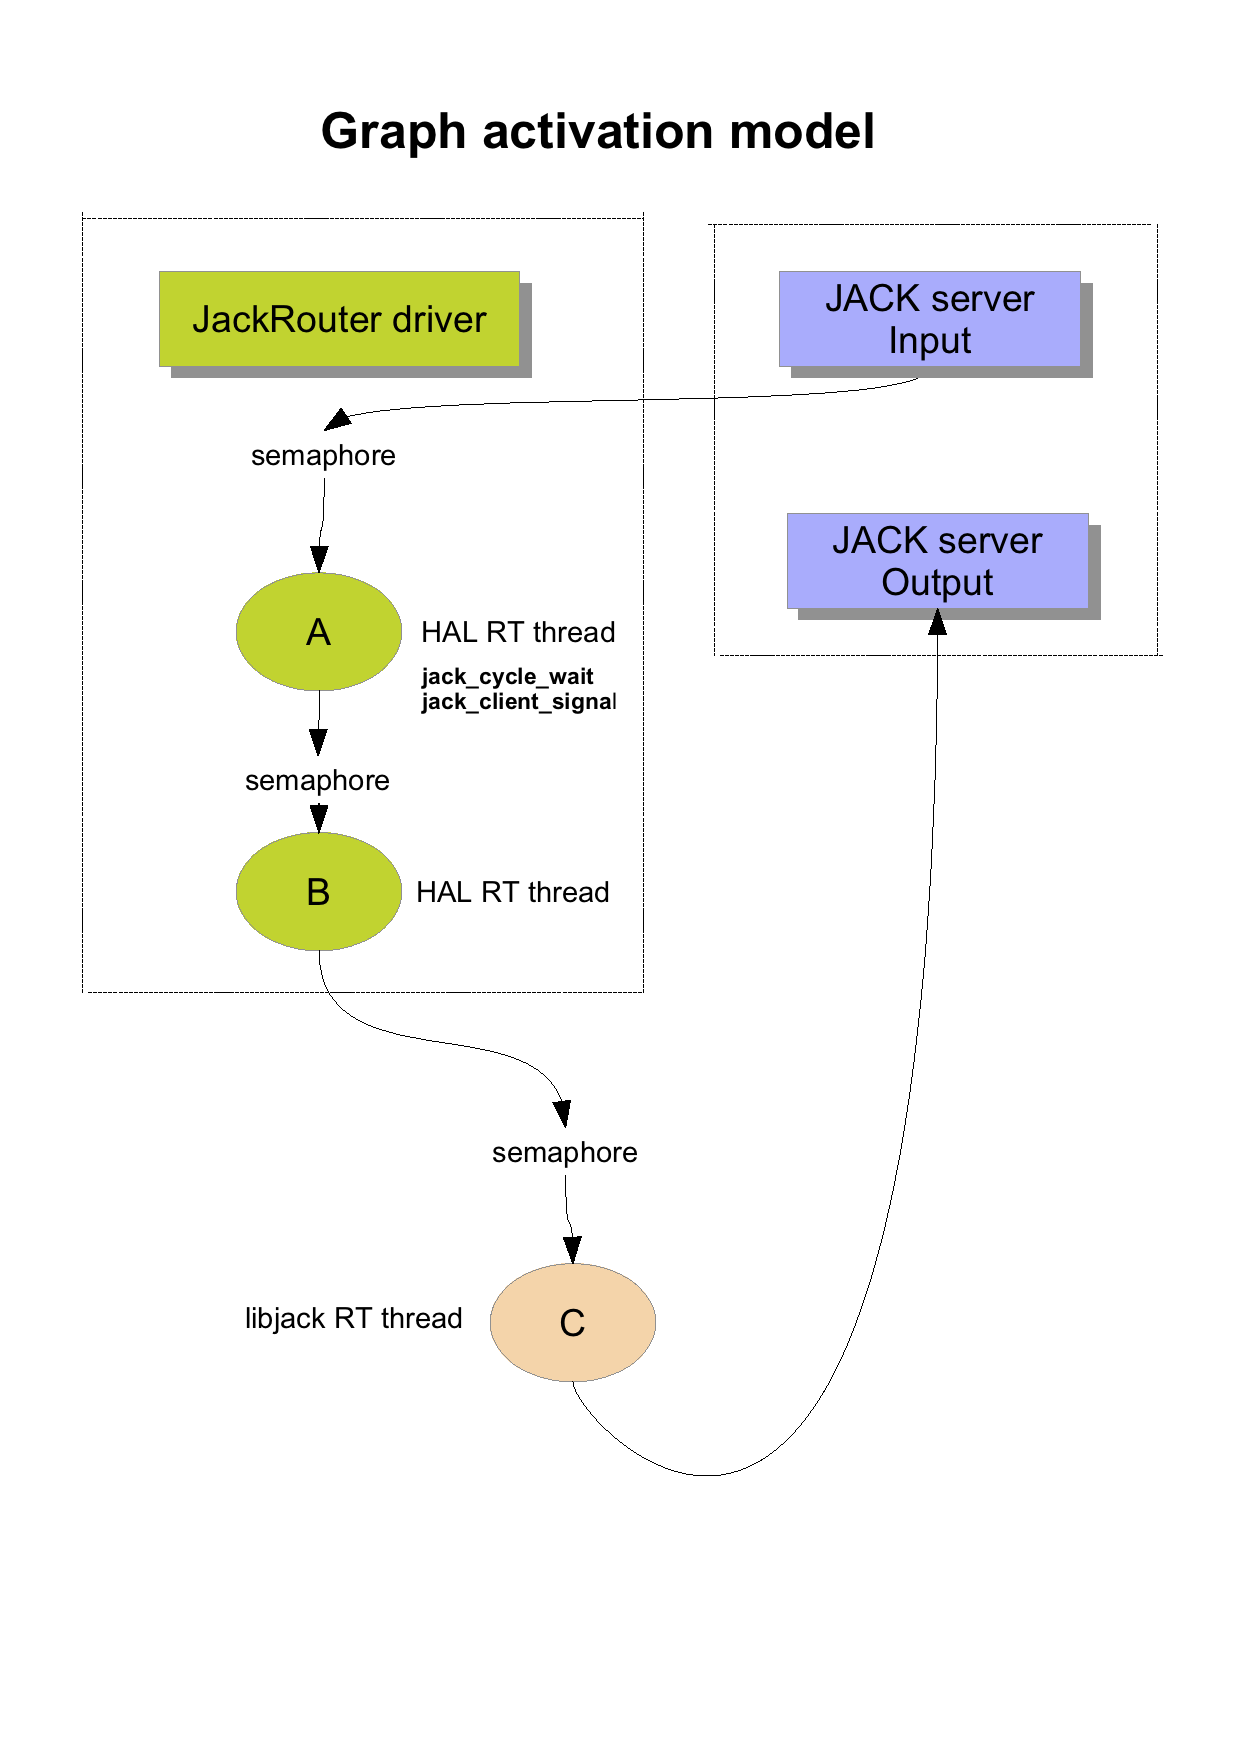 Graph activation model
JackRouter driver
JACK server
Input
semaphore
JACK server
Output
A
HAL RT thread
jack_cycle_wait
jack_client_signal
semaphore
B
HAL RT thread
semaphore
libjack RT thread
C